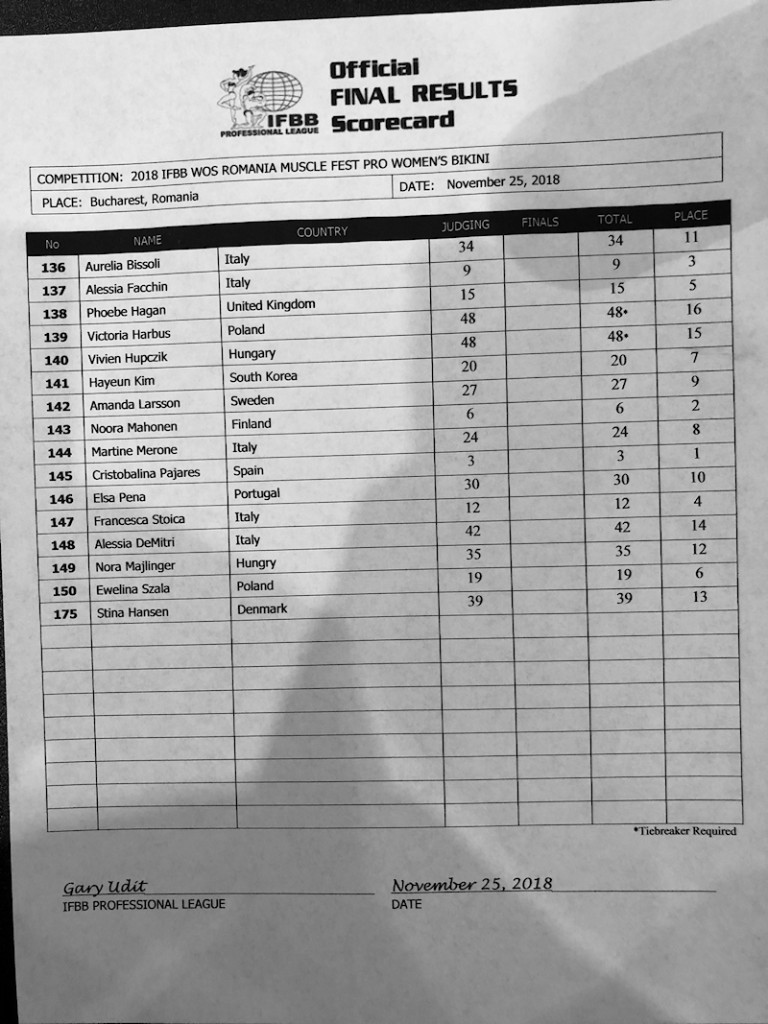 Official
FINAL RESULTS
Scorecard
IFBB
PROFESSIONAL LEAGUE
COMPETITION: 2018 IFBB WOS ROMANIA MUSCLE FEST PRO WOMEN'S BIKINI
PLACE: Bucharest, Romania DATE: November 25, 2018
No NAME COUNTRY JUDGING FINALS TOTAL PLACE
136 Aurelia Bissoli Italy 34 34 11
137 Alessia Facchin Italy 9 9 3
138 Phoebe Hagan United Kingdom 15 15 5
139 Victoria Harbus Poland 48 48* 16
140 Vivien Hupczik Hungary 48 48* 15
141 Hayeun Kim South Korea 20 20 7
142 Amanda Larsson Sweden 27 27 9
143 Noora Mahonen Finland 6 6 2
144 Martine Merone Italy 24 24 8
145 Cristobalina Pajares Spain 3 3 1
146 Elsa Pena Portugal 30 30 10
147 Francesca Stoica Italy 12 12 4
148 Alessia DeMitri Italy 42 42 14
149 Nora Majlinger Hungry 35 35 12
150 Ewelina Szala Poland 19 19 6
175 Stina Hansen Denmark 39 39 13
*Tiebreaker Required
Gary Udit November 25, 2018
IFBB PROFESSIONAL LEAGUE DATE